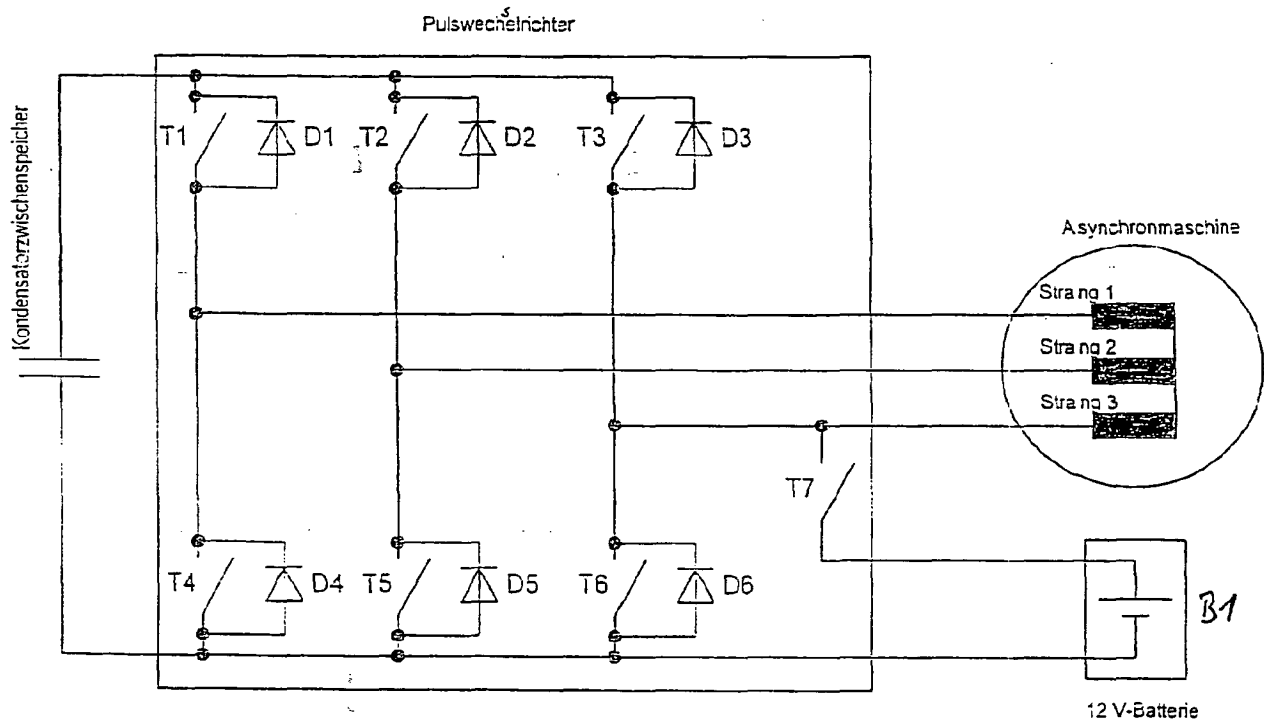 Pulswechselrichter
Kondensatorzwischenspeicher
T1
D1
T2
D2
T3
D3
Asynchronmaschine
Strang 1
Strang 2
Strang 3
T7
T4
D4
T5
D5
T6
D6
B1
12 V-Batterie